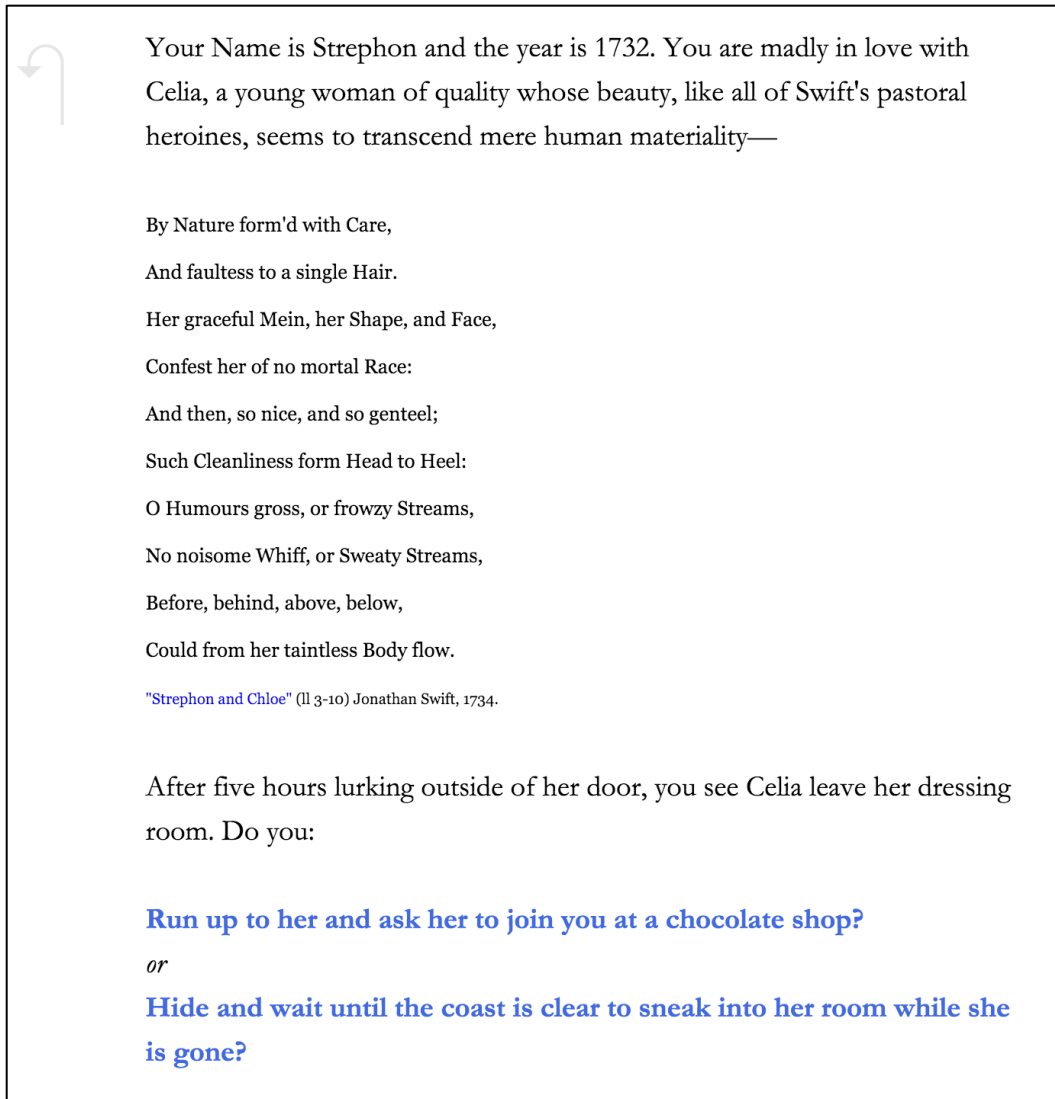 Your Name is Strephon and the year is 1732. You are madly in love with
Celia, a young woman of quality whose beauty, like all of Swift's pastoral
heroines, seems to transcend mere human materiality—
By Nature form'd with Care,
And faultess to a single Hair.
Her graceful Mein, her Shape, and Face,
Confest her of no mortal Race:
And then, so nice, and so genteel;
Such Cleanliness form Head to Heel:
O Humours gross, or frowzy Streams,
No noisome Whiff, or Sweaty Streams,
Before, behind, above, below,
Could from her taintless Body flow.
"Strephon and Chloe" (ll 3-10) Jonathan Swift, 1734.
After five hours lurking outside of her door, you see Celia leave her dressing
room. Do you:
Run up to her and ask her to join you at a chocolate shop?
or
Hide and wait until the coast is clear to sneak into her room while she
is gone?